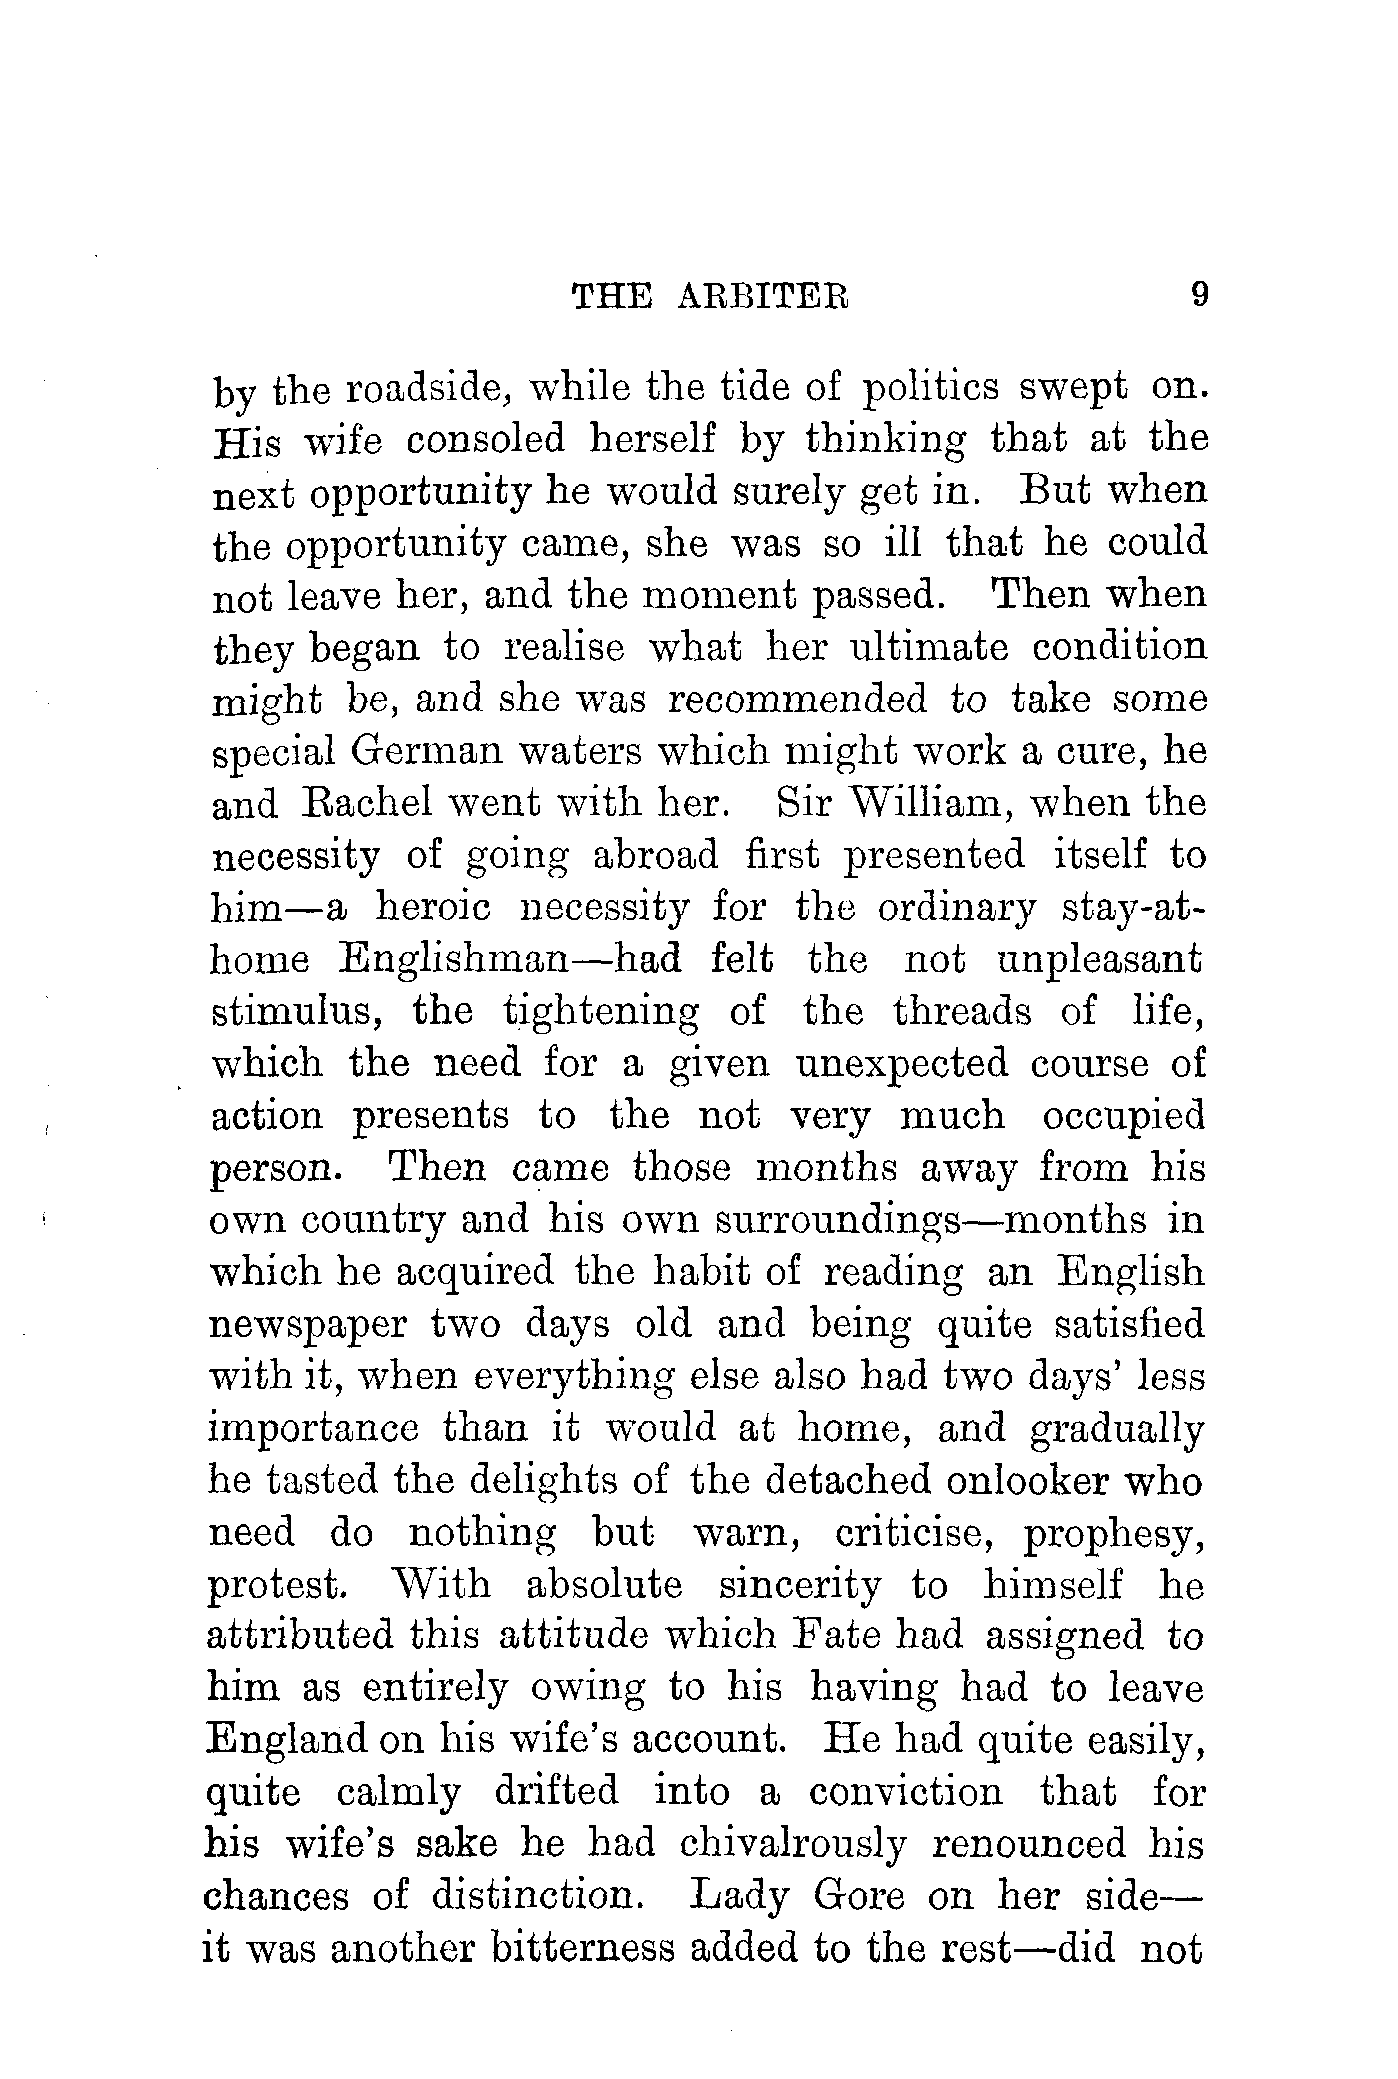 THE ARBITER 9
by the roadside, while the tide of politics swept on.
His wife consoled herself by thinking that at the
next opportunity he would surely get in. But when
the opportunity came, she was so ill that he could
not leave her, and the moment passed. Then when
they began to realise what her ultimate condition
might be, and she was recommended to take some
special German waters which might work a cure, he
and Rachel went with her. Sir William, when the
necessity of going abroad first presented itself to
him—a heroic necessity for the ordinary stay-at-
home Englishman—had felt the not unpleasant
stimulus, the tightening of the threads of life,
which the need for a given unexpected course of
action presents to the not very much occupied
person. Then came those months away from his
own country and his own surroundings—months in
which he acquired the habit of reading an English
newspaper two days old and being quite satisfied
with it, when everything else also had two days' less
importance than it would at home, and gradually
he tasted the delights of the detached onlooker who
need do nothing but warn, criticise, prophesy,
protest. With absolute sincerity to himself he
attributed this attitude which Fate had assigned to
him as entirely owing to his having had to leave
England on his wife's account. He had quite easily,
quite calmly drifted into a conviction that for
his wife's sake he had chivalrously renounced his
chances of distinction. Lady Gore on her side—
it was another bitterness added to the rest—did not